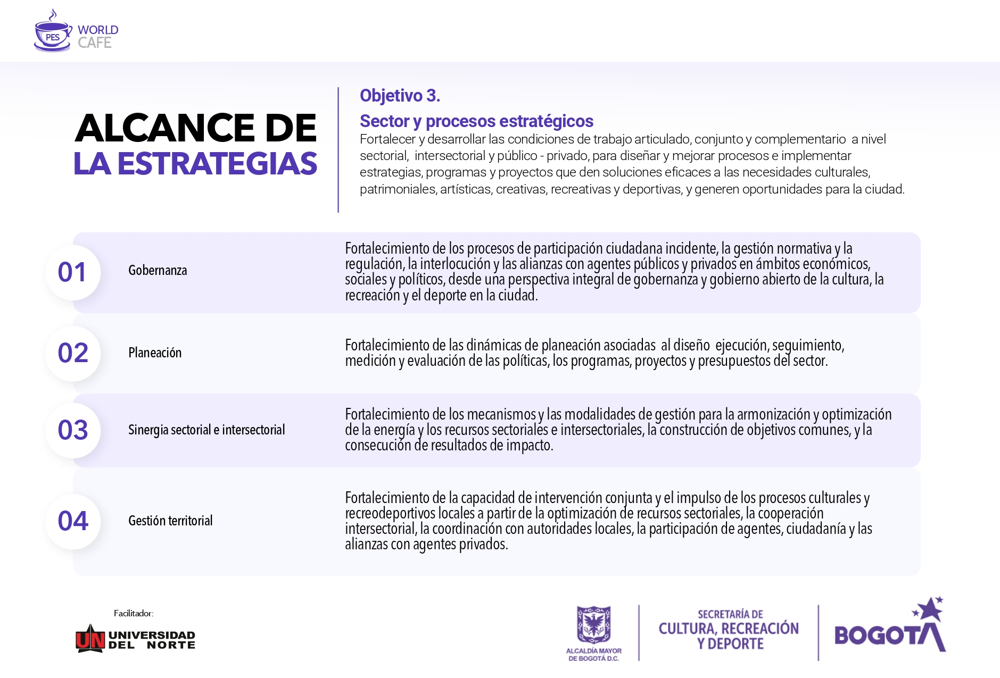 PES
WORLD
CAFÉ
ALCANCE DE
LA ESTRATEGIAS
Objetivo 3.
Sector y procesos estratégicos
Fortalecer y desarrollar las condiciones de trabajo articulado, conjunto y complementario  a nivel
sectorial,  intersectorial y público - privado, para diseñar y mejorar procesos e implementar
estrategias, programas y proyectos que den soluciones eficaces a las necesidades culturales,
patrimoniales, artísticas, creativas, recreativas y deportivas, y generen oportunidades para la ciudad.
01
Gobernanza
Fortalecimiento de los procesos de participación ciudadana incidente, la gestión normativa y la
regulación, la interlocución y las alianzas con agentes públicos y privados en ámbitos económicos,
sociales y políticos, desde una perspectiva integral de gobernanza y gobierno abierto de la cultura, la
recreación y el deporte en la ciudad.
02
Planeación
Fortalecimiento de las dinámicas de planeación asociadas  al diseño  ejecución, seguimiento,
medición y evaluación de las políticas, los programas, proyectos y presupuestos del sector.
03
Sinergia sectorial e intersectorial
Fortalecimiento de los mecanismos y las modalidades de gestión para la armonización y optimización
de la energía y los recursos sectoriales e intersectoriales, la construcción de objetivos comunes, y la
consecución de resultados de impacto.
04
Gestión territorial
Fortalecimiento de la capacidad de intervención conjunta y el impulso de los procesos culturales y
recreodeportivos locales a partir de la optimización de recursos sectoriales, la cooperación
intersectorial, la coordinación con autoridades locales, la participación de agentes, ciudadanía y las
alianzas con agentes privados.
Facilitador:
UN
UNIVERSIDAD
DEL NORTE
ALCALDÍA MAYOR
DE BOGOTÁ D.C.
SECRETARÍA DE
CULTURA, RECREACIÓN
Y DEPORTE
BOGOTÁ